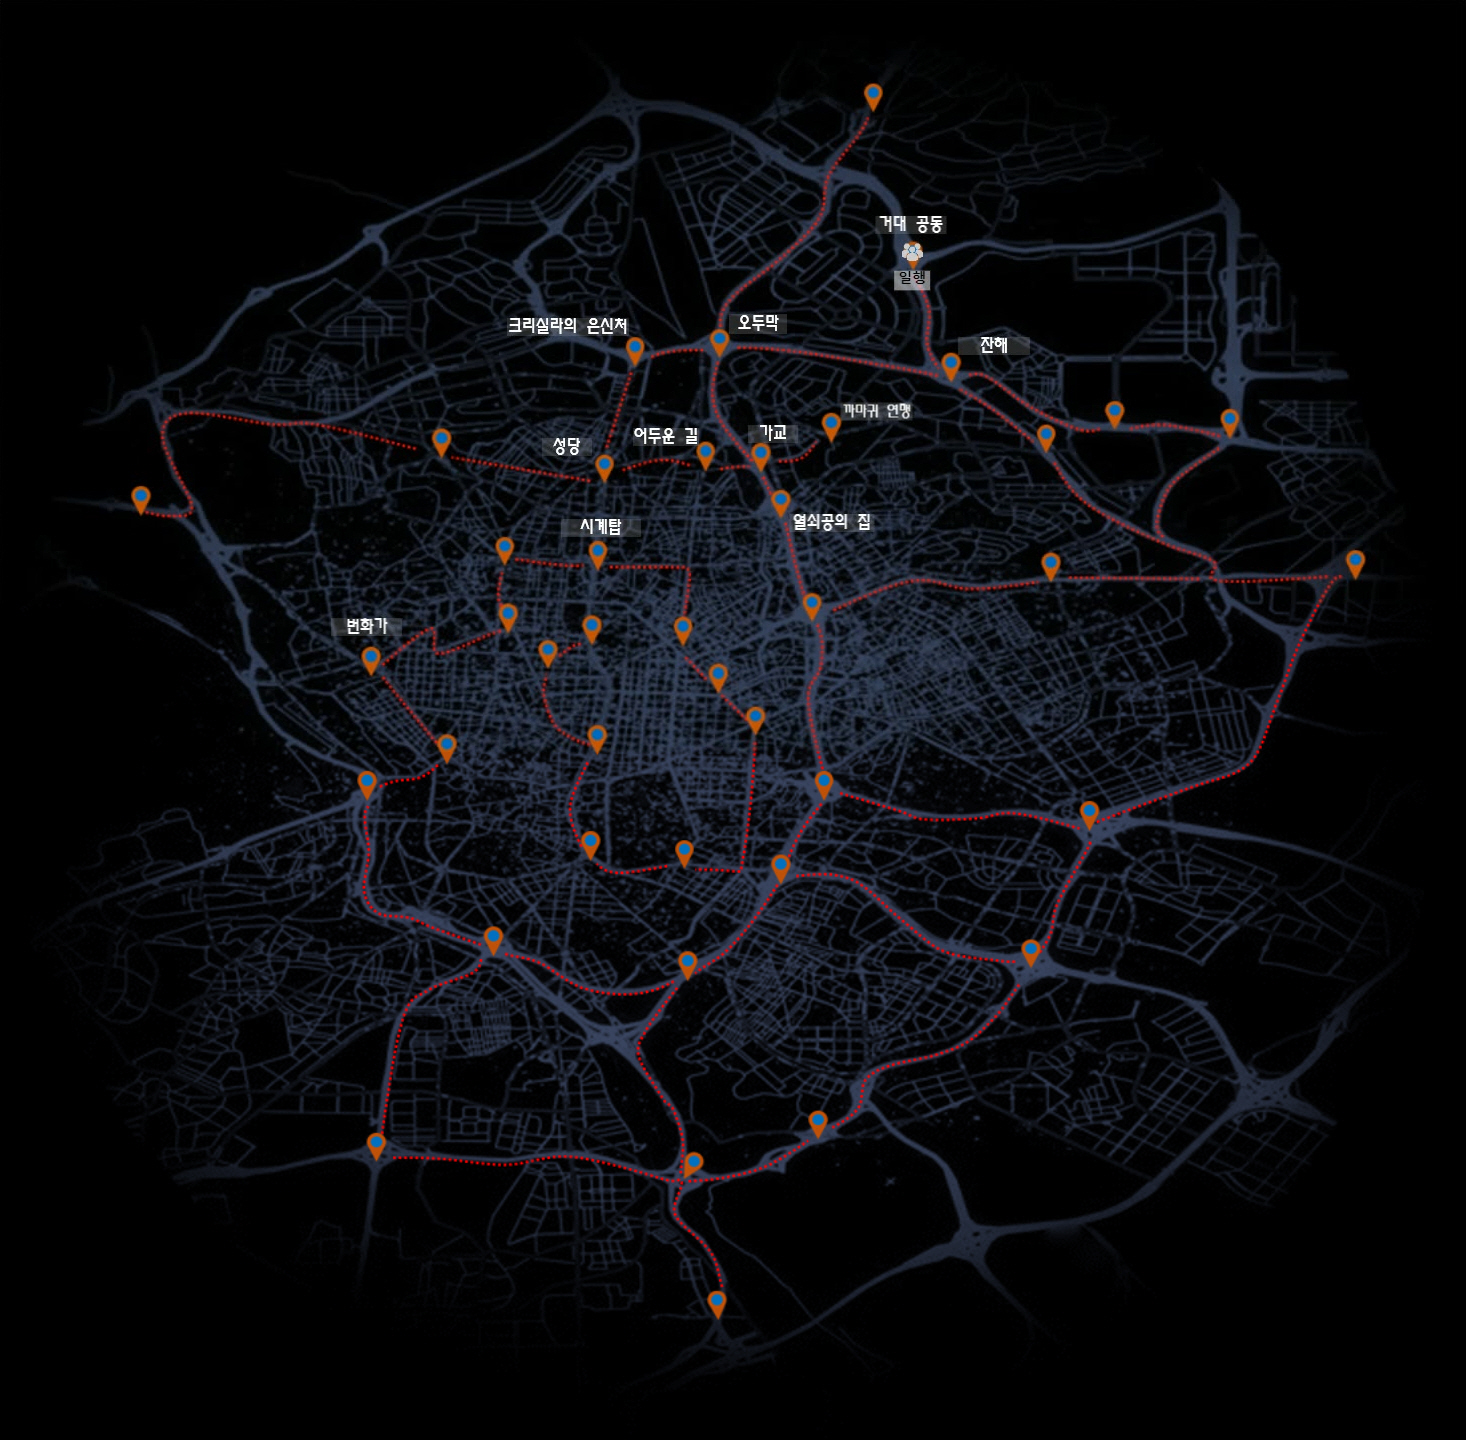 거대 공동
일행
크리실라의 은신처
오두막
잔해
까마귀 연맹
성당
어두운 길
가교
시계탑
열쇠공의 집
번화가